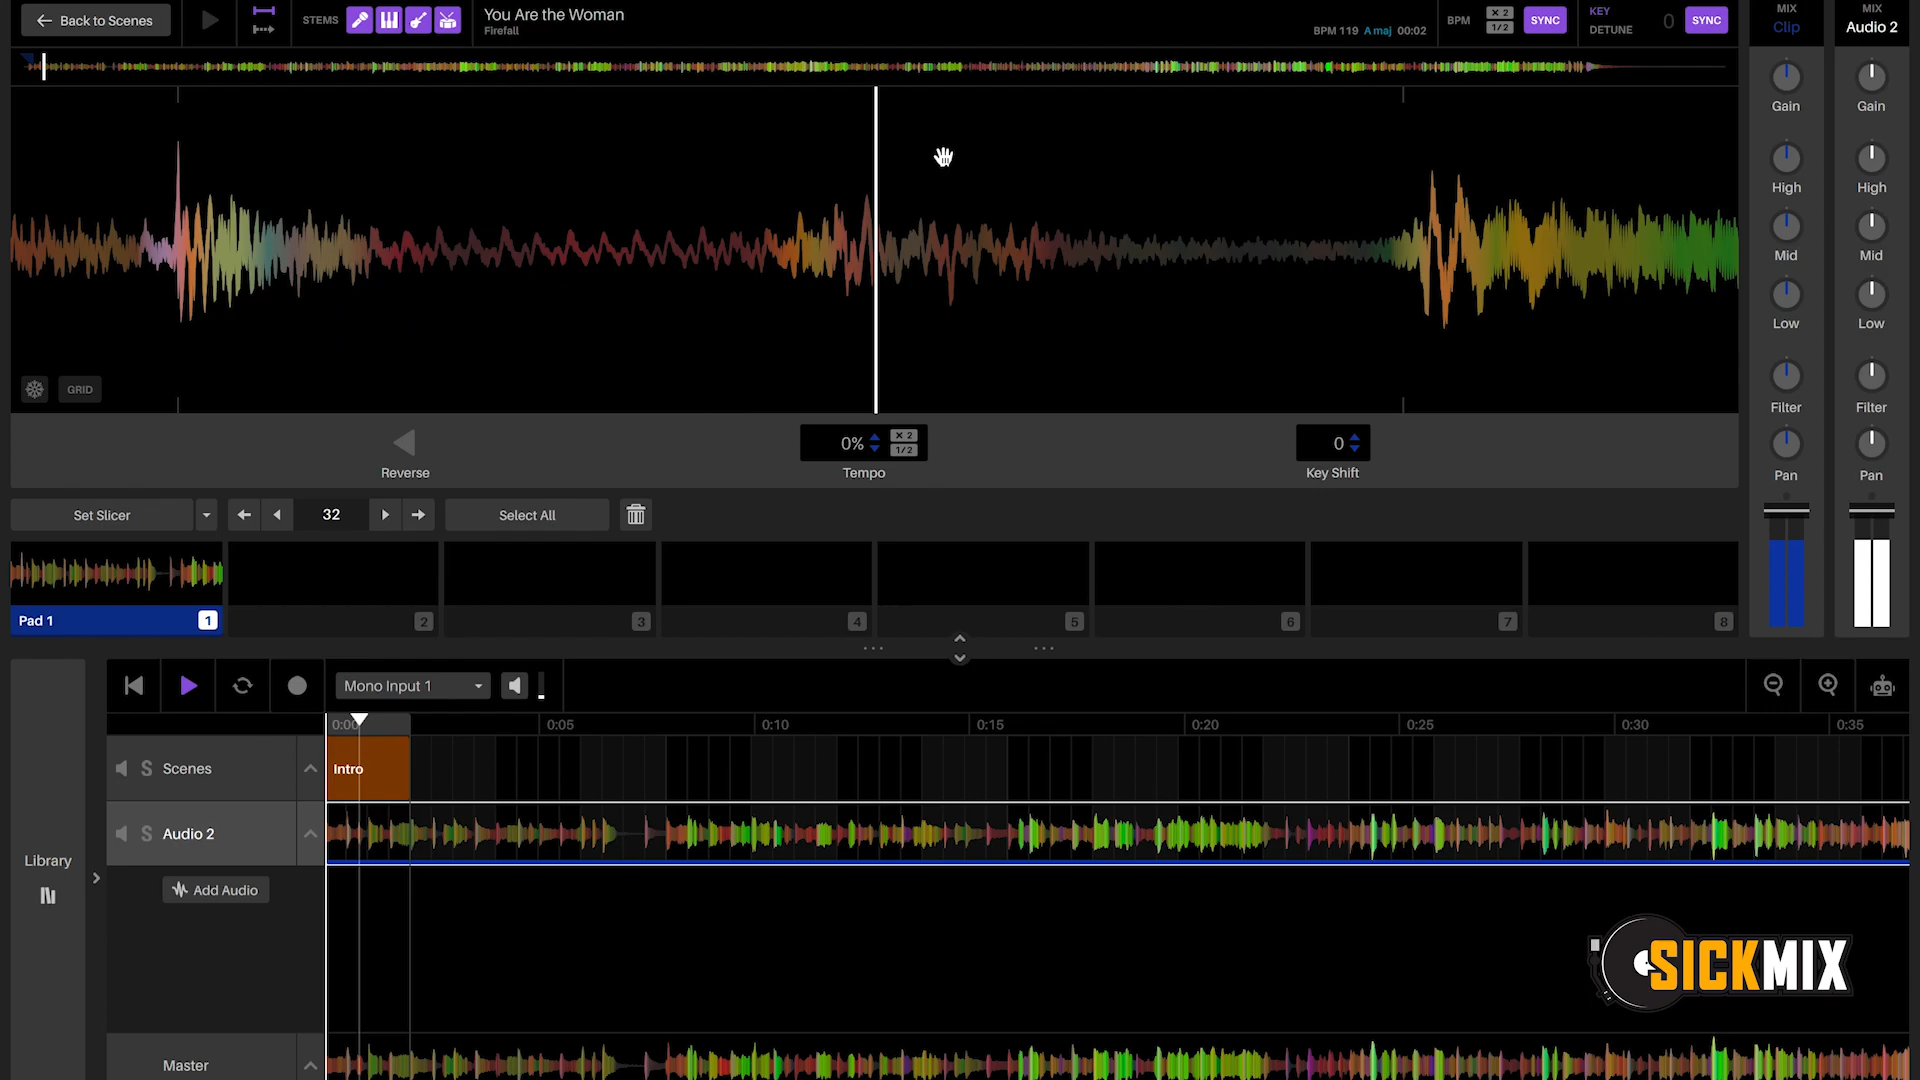 Back to Scenes
STEMS
You Are the Woman
Firefall
BPM 119 A maj 00:02
BPM
X 2
1/2
SYNC
KEY
DETUNE
0
SYNC
MIX
Clip
MIX
Audio 2
Gain
Gain
High
High
Mid
Mid
Low
Low
Filter
Filter
Pan
Pan
GRID
Reverse
0%
X 2
1/2
Tempo
0
Key Shift
Set Slicer
32
Select All
Pad 1
1
2
3
4
5
6
7
8
Library
Mono Input 1
0:00
0:05
0:10
0:15
0:20
0:25
0:30
0:35
S Scenes
Intro
S Audio 2
Add Audio
SICKMIX
Master